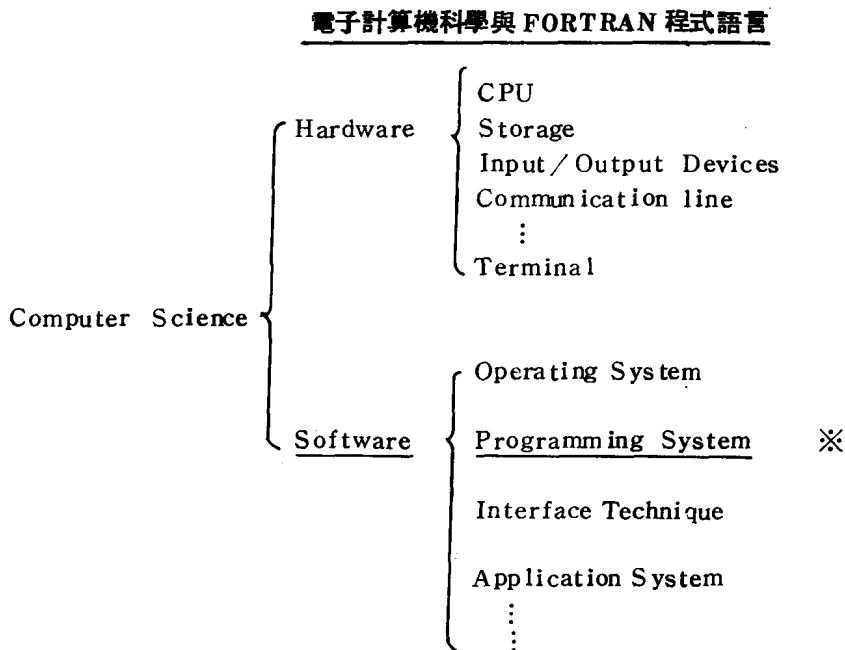 電子計算機科學與 FORTRAN 程式語言
CPU
Hardware
Storage
Input/Output Devices
Communication line
⋮
Terminal
Computer Science
Operating System
Software
Programming System ※
Interface Technique
Application System
⋮